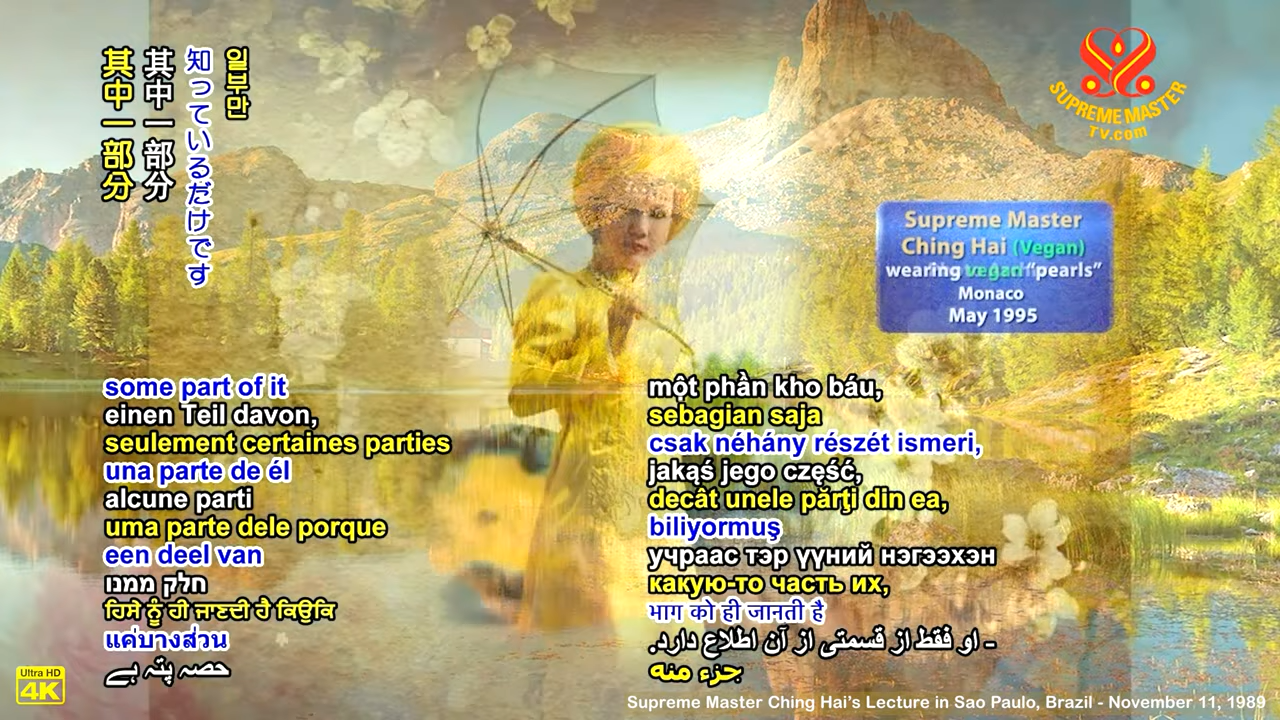 其中一部分
其中一部分
知っているだけです
일부만
SUPREME MASTER
TV.com
Supreme Master
Ching Hai (Vegan)
wearing vegan “pearls”
Monaco
May 1995
some part of it
einen Teil davon,
seulement certaines parties
una parte de él
alcune parti
uma parte dele porque
een deel van
חלק ממנו
ਹਿਸੇ ਨੂੰ ਹੀ ਜਾਣਦੀ ਹੈ ਕਿਉਕਿ
แค่บางส่วน
حصہ پتہ ہے
một phần kho báu,
sebagian saja
csak néhány részét ismeri,
jakąś jego część,
decât unele părţi din ea,
biliyormuş
учраас тэр үүний нэгээхэн
какую-то часть их,
भाग को ही जानती है
- او فقط از قسمتی از آن اطلاع دارد.
جزء منه
Ultra HD
4K
Supreme Master Ching Hai’s Lecture in Sao Paulo, Brazil - November 11, 1989